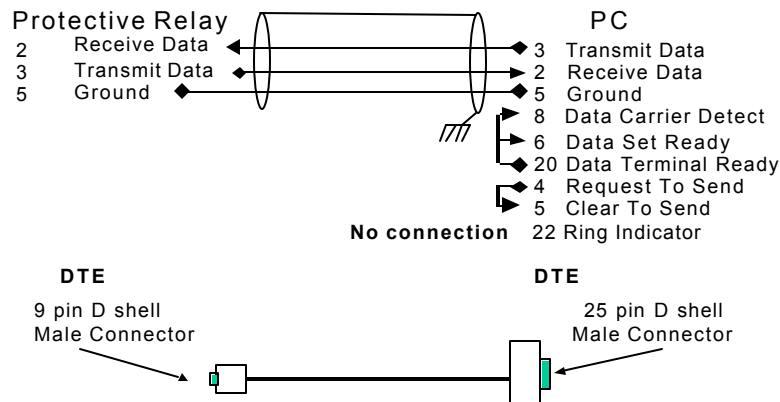 Protective Relay PC
2 Receive Data 3 Transmit Data
3 Transmit Data 2 Receive Data
5 Ground 5 Ground
8 Data Carrier Detect
6 Data Set Ready
20 Data Terminal Ready
4 Request To Send
5 Clear To Send
No connection 22 Ring Indicator
DTE DTE
9 pin D shell 25 pin D shell
Male Connector Male Connector